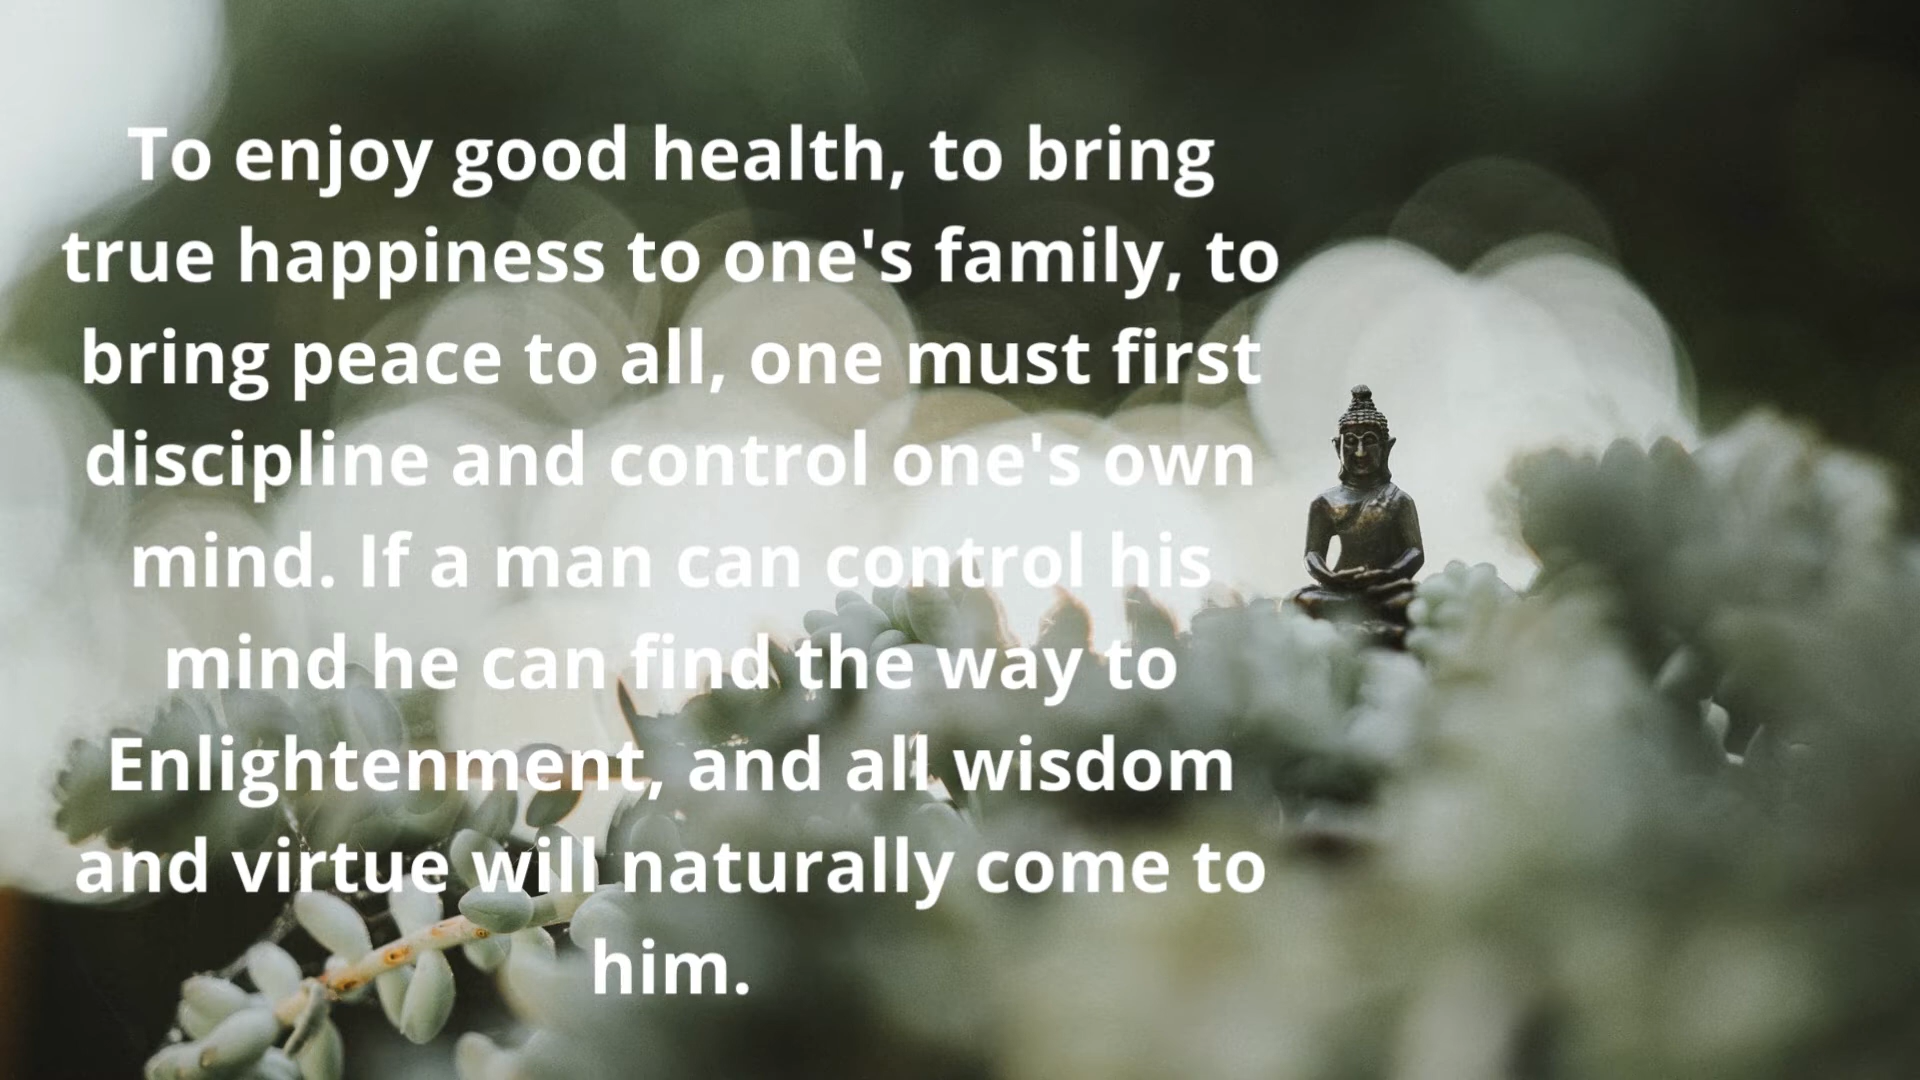 To enjoy good health, to bring
true happiness to one's family, to
bring peace to all, one must first
discipline and control one's own
mind. If a man can control his
mind he can find the way to
Enlightenment, and all wisdom
and virtue will naturally come to
him.